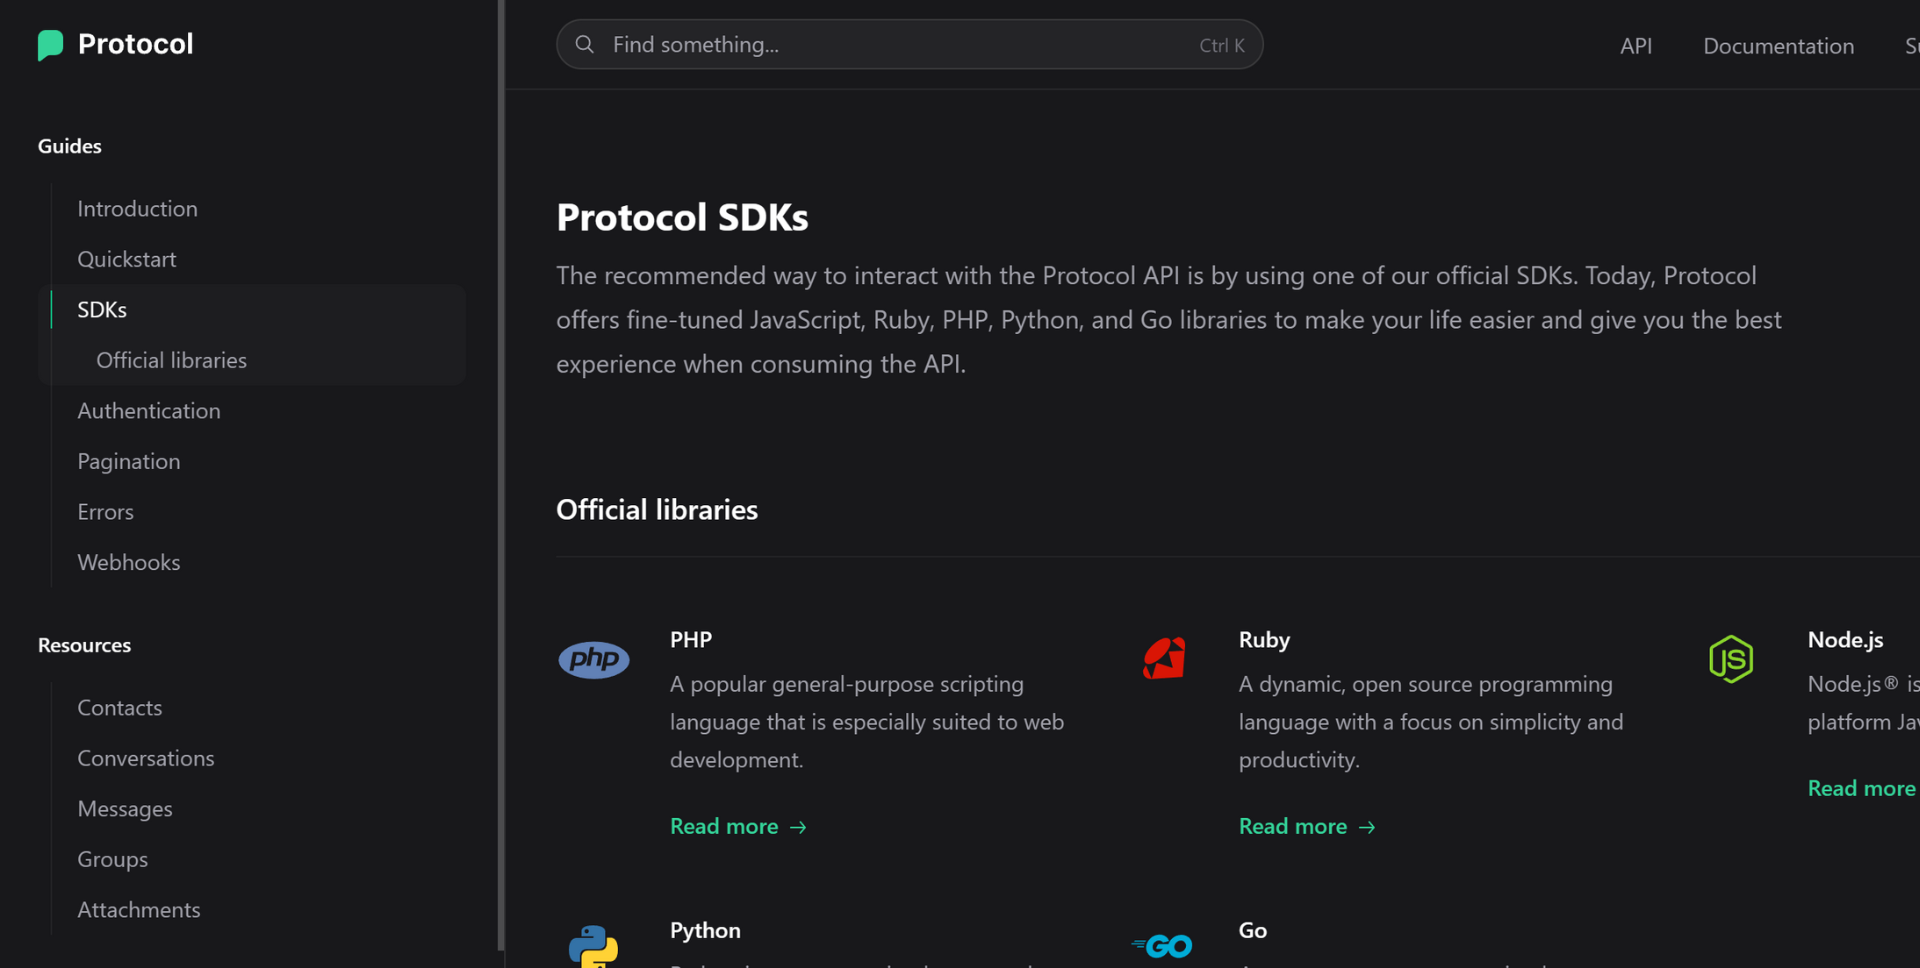 Protocol
Find something...
Ctrl K
API
Documentation
Guides
Introduction
Quickstart
SDKs
Official libraries
Authentication
Pagination
Errors
Webhooks
Resources
Contacts
Conversations
Messages
Groups
Attachments
Protocol SDKs
The recommended way to interact with the Protocol API is by using one of our official SDKs. Today, Protocol
offers fine-tuned JavaScript, Ruby, PHP, Python, and Go libraries to make your life easier and give you the best
experience when consuming the API.
Official libraries
php
PHP
A popular general-purpose scripting
language that is especially suited to web
development.
Read more →
Ruby
A dynamic, open source programming
language with a focus on simplicity and
productivity.
Read more →
JS
Node.js
Node.js® is
platform
Read more
Python
GO
Go